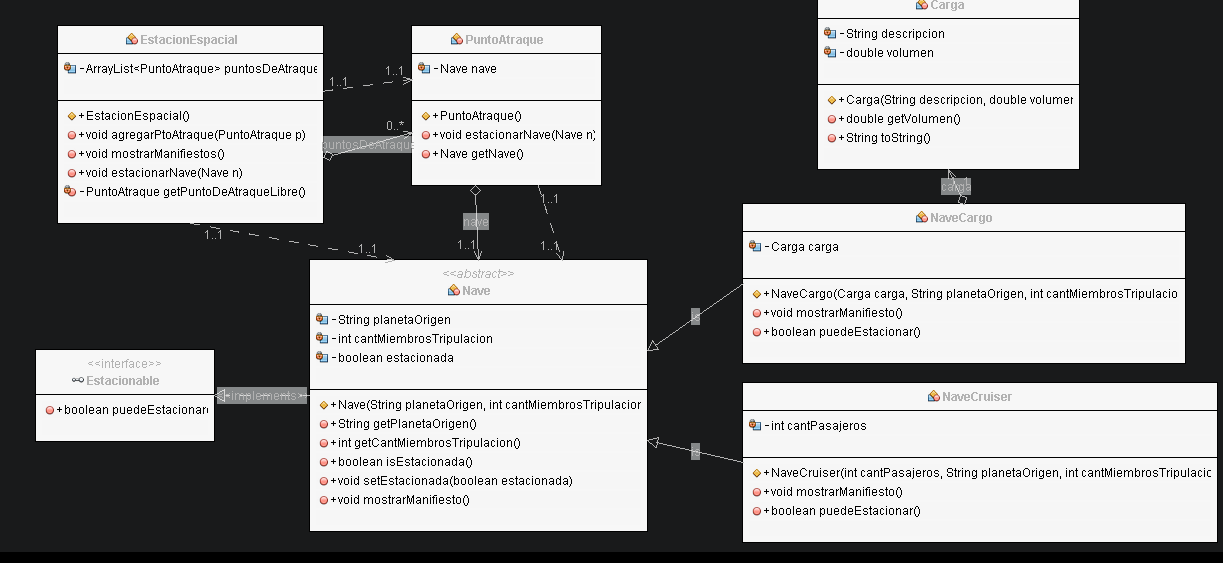 EstacionEspacial
-ArrayList<PuntoAtraque> puntosDeAtraque
+EstacionEspacial()
+void agregarPtoAtraque(PuntoAtraque p)
+void mostrarManifiestos()
+void estacionarNave(Nave n)
-PuntoAtraque getPuntoDeAtraqueLibre()
1..1
1..1
0..*
puntosDeAtraque
PuntoAtraque
-Nave nave
+PuntoAtraque()
+void estacionarNave(Nave n)
+Nave getNave()
Carga
-String descripcion
-double volumen
+Carga(String descripcion, double volumen
+double getVolumen()
+String toString()
1..1
1..1
nave
1..1
1..1
1..1
carga
<<abstract>>
Nave
-String planetaOrigen
-int cantMiembrosTripulacion
-boolean estacionada
+Nave(String planetaOrigen, int cantMiembrosTripulacion
+String getPlanetaOrigen()
+int getCantMiembrosTripulacion()
+boolean isEstacionada()
+void setEstacionada(boolean estacionada)
+void mostrarManifiesto()
<<interface>>
Estacionable
+boolean puedeEstacionar(
<implements>
NaveCargo
-Carga carga
+NaveCargo(Carga carga, String planetaOrigen, int cantMiembrosTripulacio
+void mostrarManifiesto()
+boolean puedeEstacionar()
NaveCruiser
-int cantPasajeros
+NaveCruiser(int cantPasajeros, String planetaOrigen, int cantMiembrosTripulacic
+void mostrarManifiesto()
+boolean puedeEstacionar()